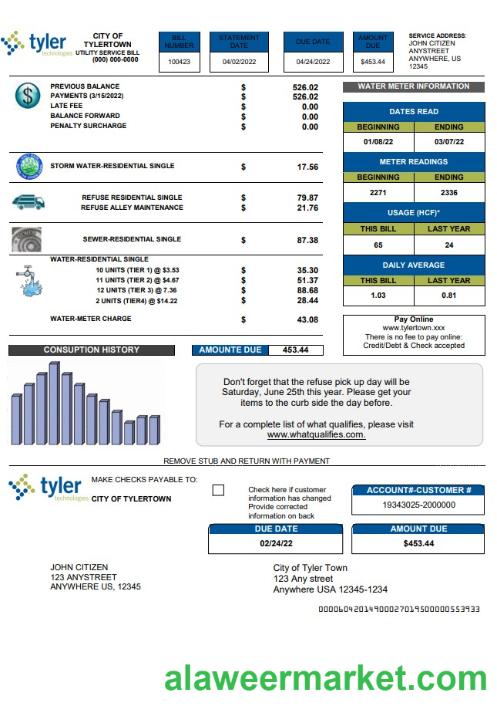 tyler
technologies
CITY OF
TYLERTOWN
UTILITY SERVICE BILL
(000) 000-0000
BILL
NUMBER
100423
STATEMENT
DATE
04/02/2022
DUE DATE
04/24/2022
AMOUNT
DUE
$453.44
SERVICE ADDRESS:
JOHN CITIZEN
ANYSTREET
ANYWHERE, US
12345
PREVIOUS BALANCE $ 526.02
PAYMENTS (3/15/2022) $ 526.02
LATE FEE $ 0.00
BALANCE FORWARD $ 0.00
PENALTY SURCHARGE $ 0.00
STORM WATER-RESIDENTIAL SINGLE $ 17.56
REFUSE RESIDENTIAL SINGLE $ 79.87
REFUSE ALLEY MAINTENANCE $ 21.76
SEWER-RESIDENTIAL SINGLE $ 87.38
WATER-RESIDENTIAL SINGLE
10 UNITS (TIER 1) @ $3.53 $ 35.30
11 UNITS (TIER 2) @ $4.67 $ 51.37
12 UNITS (TIER 3) @ 7.36 $ 88.68
2 UNITS (TIER4) @ $14.22 $ 28.44
WATER-METER CHARGE $ 43.08
WATER METER INFORMATION
DATES READ
BEGINNING ENDING
01/08/22 03/07/22
METER READINGS
BEGINNING ENDING
2271 2336
USAGE (HCF)*
THIS BILL LAST YEAR
65 24
DAILY AVERAGE
THIS BILL LAST YEAR
1.03 0.81
Pay Online
www.tylertown.xxx
There is no fee to pay online:
Credit/Debt & Check accepted
CONSUPTION HISTORY
AMOUNTE DUE 453.44
Don't forget that the refuse pick up day will be
Saturday, June 25th this year. Please get your
items to the curb side the day before.
For a complete list of what qualifies, please visit
www.whatqualifies.com.
REMOVE STUB AND RETURN WITH PAYMENT
tyler
technologies
MAKE CHECKS PAYABLE TO:
CITY OF TYLERTOWN
Check here if customer
information has changed
Provide corrected
information on back
ACCOUNT#-CUSTOMER #
19343025-2000000
DUE DATE
02/24/22
AMOUNT DUE
$453.44
JOHN CITIZEN
123 ANYSTREET
ANYWHERE US, 12345
City of Tyler Town
123 Any street
Anywhere USA 12345-1234
00006042014900027019500000553933
alaweermarket.com